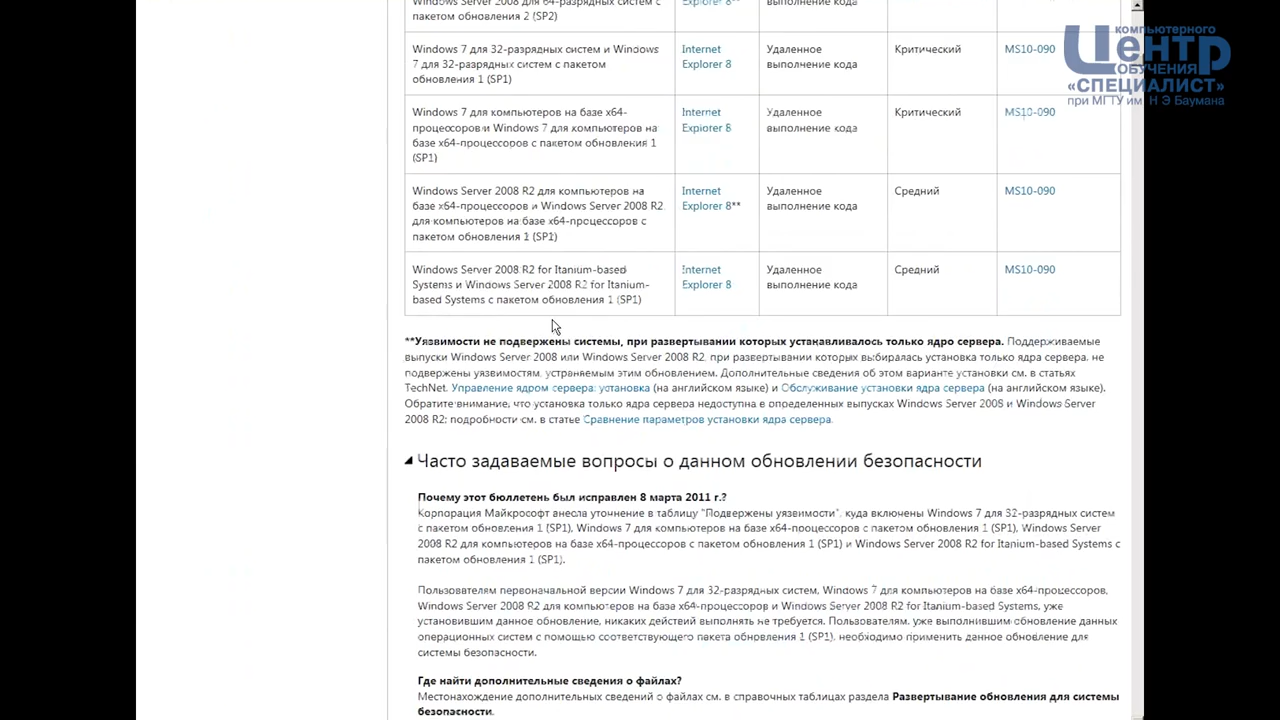 Windows Server 2008 для 64-разрядных систем с Explorer 8**
пакетом обновления 2 (SP2)
Windows 7 для 32-разрядных систем и Windows
7 для 32-разрядных систем с пакетом
обновления 1 (SP1)
Internet
Explorer 8
Удаленное
выполнение кода
Критический
MS10-090
Windows 7 для компьютеров на базе x64-
процессоров и Windows 7 для компьютеров на
базе x64-процессоров с пакетом обновления 1
(SP1)
Internet
Explorer 8
Удаленное
выполнение кода
Критический
MS10-090
Windows Server 2008 R2 для компьютеров на
базе x64-процессоров и Windows Server 2008 R2
для компьютеров на базе x64-процессоров с
пакетом обновления 1 (SP1)
Internet
Explorer 8**
Удаленное
выполнение кода
Средний
MS10-090
Windows Server 2008 R2 for Itanium-based
Systems и Windows Server 2008 R2 for Itanium-
based Systems с пакетом обновления 1 (SP1)
Internet
Explorer 8
Удаленное
выполнение кода
Средний
MS10-090
**Уязвимости не подвержены системы, при развертывании которых устанавливалось только ядро сервера. Поддерживаемые
выпуски Windows Server 2008 или Windows Server 2008 R2, при развертывании которых выбиралась установка только ядра сервера, не
подвержены уязвимостям, устраняемым этим обновлением. Дополнительные сведения об этом варианте установки см. в статьях
TechNet. Управление ядром сервера: установка (на английском языке) и Обслуживание установки ядра сервера (на английском языке).
Обратите внимание, что установка только ядра сервера недоступна в определенных выпусках Windows Server 2008 и Windows Server
2008 R2; подробности см. в статье Сравнение параметров установки ядра сервера.
Часто задаваемые вопросы о данном обновлении безопасности
Почему этот бюллетень был исправлен 8 марта 2011 г.?
Корпорация Майкрософт внесла уточнение в таблицу "Подвержены уязвимости", куда включены Windows 7 для 32-разрядных систем
с пакетом обновления 1 (SP1), Windows 7 для компьютеров на базе x64-процессоров с пакетом обновления 1 (SP1), Windows Server
2008 R2 для компьютеров на базе x64-процессоров с пакетом обновления 1 (SP1) и Windows Server 2008 R2 for Itanium-based Systems с
пакетом обновления 1 (SP1).
Пользователям первоначальной версии Windows 7 для 32-разрядных систем, Windows 7 для компьютеров на базе x64-процессоров,
Windows Server 2008 R2 для компьютеров на базе x64-процессоров и Windows Server 2008 R2 for Itanium-based Systems, уже
установившим данное обновление, никаких действий выполнять не требуется. Пользователям, уже выполнившим обновление данных
операционных систем с помощью соответствующего пакета обновления 1 (SP1), необходимо применить данное обновление для
системы безопасности.
Где найти дополнительные сведения о файлах?
Местонахождение дополнительных сведений о файлах см. в справочных таблицах раздела Развертывание обновления для системы
безопасности.
компьютерного
Центр
ОБУЧЕНИЯ
«СПЕЦИАЛИСТ»
при МГТУ им. Н Э Баумана